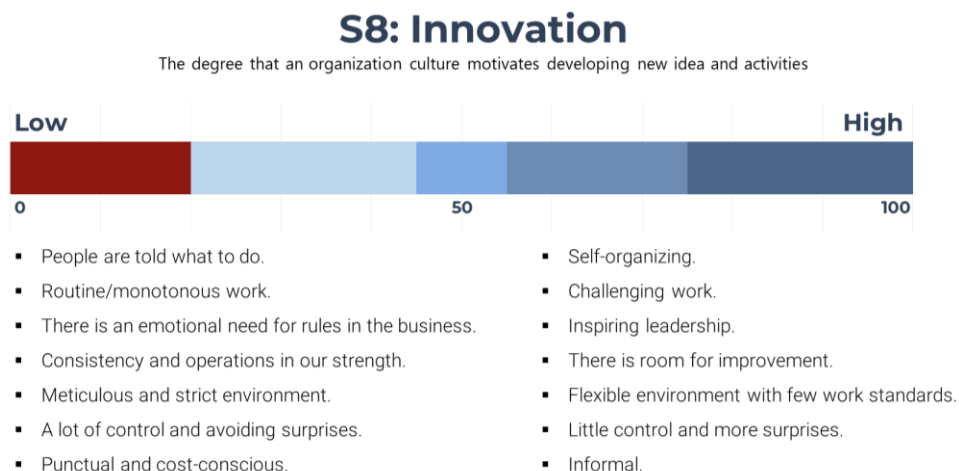 S8: Innovation
The degree that an organization culture motivates developing new idea and activities
Low
High
0
50
100
▪ People are told what to do.
▪ Routine/monotonous work.
▪ There is an emotional need for rules in the business.
▪ Consistency and operations in our strength.
▪ Meticulous and strict environment.
▪ A lot of control and avoiding surprises.
▪ Punctual and cost-conscious.
▪ Self-organizing.
▪ Challenging work.
▪ Inspiring leadership.
▪ There is room for improvement.
▪ Flexible environment with few work standards.
▪ Little control and more surprises.
▪ Informal.